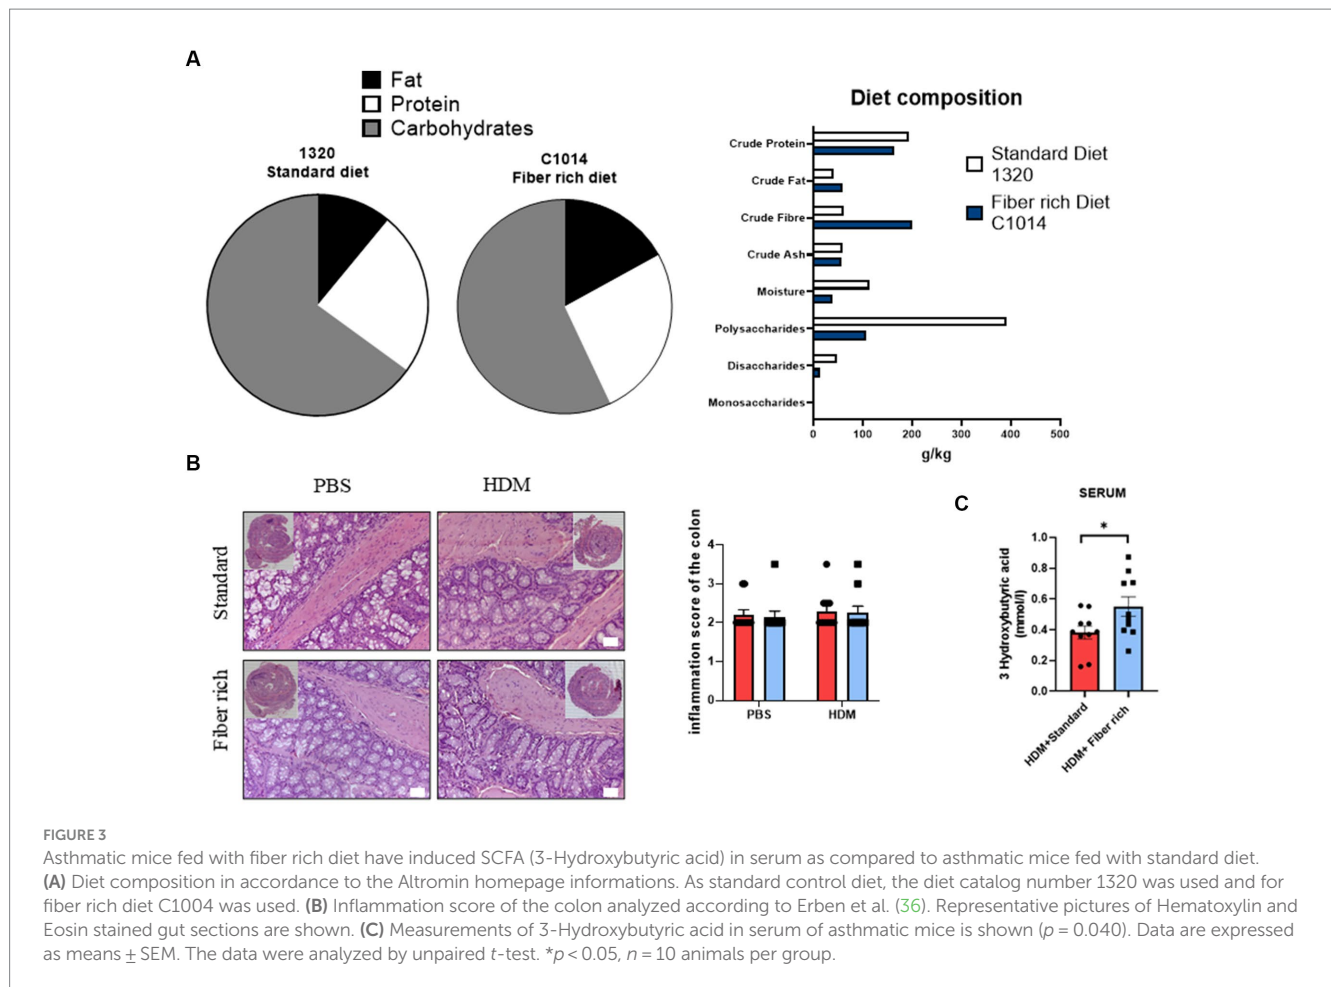 A
Fat
Protein
Carbohydrates
1320
Standard diet
C1014
Fiber rich diet
Diet composition
Crude Protein
Crude Fat
Crude Fibre
Crude Ash
Moisture
Polysaccharides
Disaccharides
Monosaccharides
0 100 200 300 400 500
g/kg
Standard Diet
1320
Fiber rich Diet
C1014
B
PBS HDM
Standard
Fiber rich
inflammation score of the colon
4
3
2
1
0
PBS HDM
C
SERUM
*
3 Hydroxybutyric acid
(mmol/l)
1.0
0.8
0.6
0.4
0.2
0.0
HDM+Standard
HDM+ Fiber rich
FIGURE 3
Asthmatic mice fed with fiber rich diet have induced SCFA (3-Hydroxybutyric acid) in serum as compared to asthmatic mice fed with standard diet.
(A) Diet composition in accordance to the Altromin homepage informations. As standard control diet, the diet catalog number 1320 was used and for
fiber rich diet C1004 was used. (B) Inflammation score of the colon analyzed according to Erben et al. (36). Representative pictures of Hematoxylin and
Eosin stained gut sections are shown. (C) Measurements of 3-Hydroxybutyric acid in serum of asthmatic mice is shown (p = 0.040). Data are expressed
as means ± SEM. The data were analyzed by unpaired t-test. *p < 0.05, n = 10 animals per group.